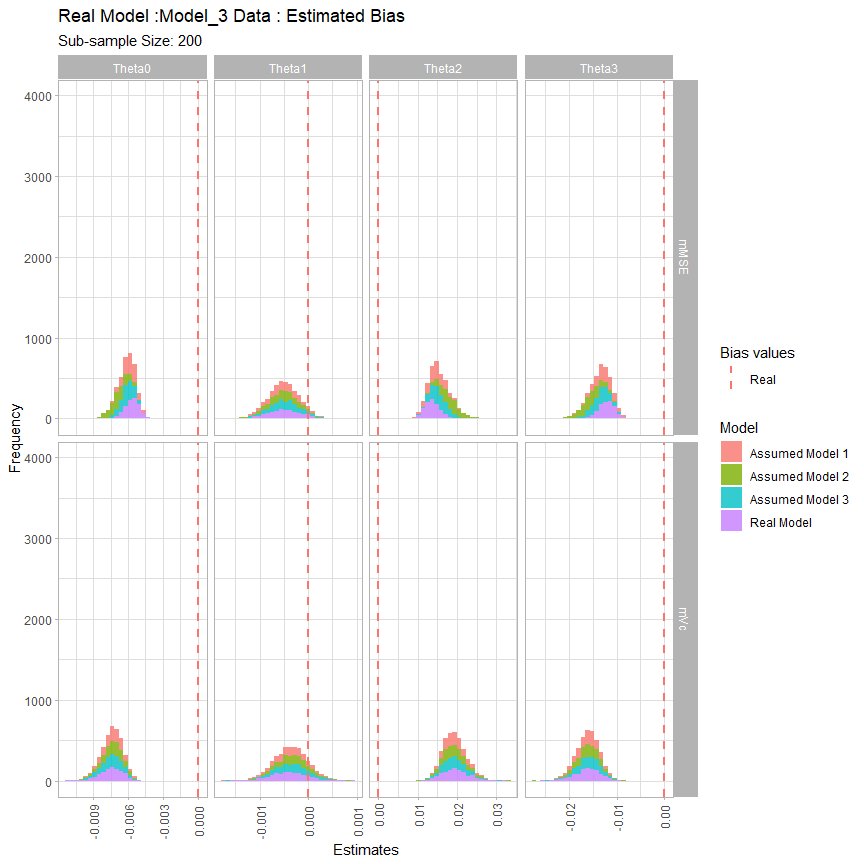 Real Model :Model_3 Data : Estimated Bias
Sub-sample Size: 200
Theta0 Theta1 Theta2 Theta3
4000
3000
2000
1000
0
mMSE
4000
3000
2000
1000
0
mVc
Frequency
-0.009 -0.006 -0.003 0.000 -0.001 0.000 0.001 0.00 0.01 0.02 0.03 -0.02 -0.01 0.00
Estimates
Bias values
Real
Model
Assumed Model 1
Assumed Model 2
Assumed Model 3
Real Model